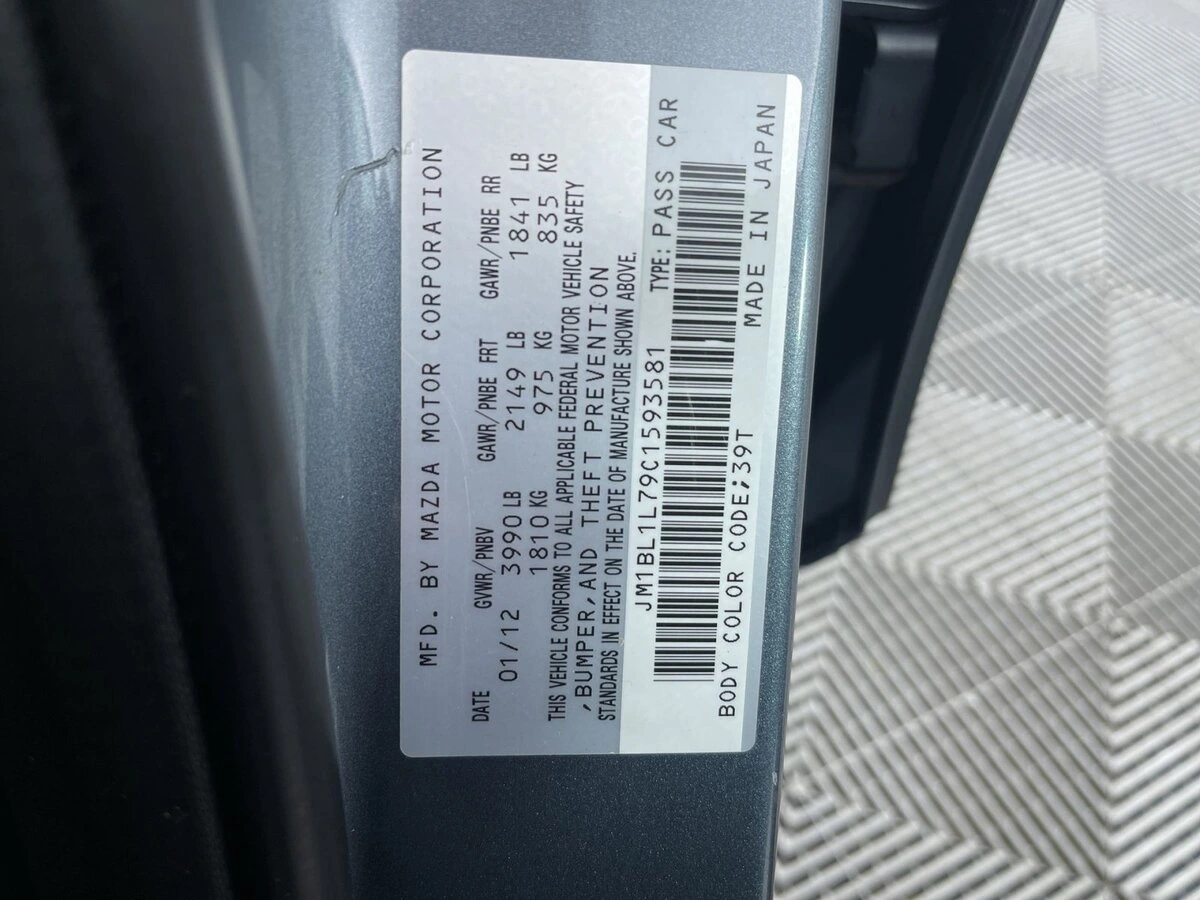 MFD. BY MAZDA MOTOR CORPORATION
DATE GVWR/PNBV GAWR/PNBE FRT GAWR/PNBE RR
01/12 3990 LB 2149 LB 1841 LB
1810 KG 975 KG 835 KG
THIS VEHICLE CONFORMS TO ALL APPLICABLE FEDERAL MOTOR VEHICLE SAFETY
,BUMPER,AND THEFT PREVENTION
STANDARDS IN EFFECT ON THE DATE OF MANUFACTURE SHOWN ABOVE.
JM1BL1L79C1593581 TYPE: PASS CAR
BODY COLOR CODE;39T MADE IN JAPAN